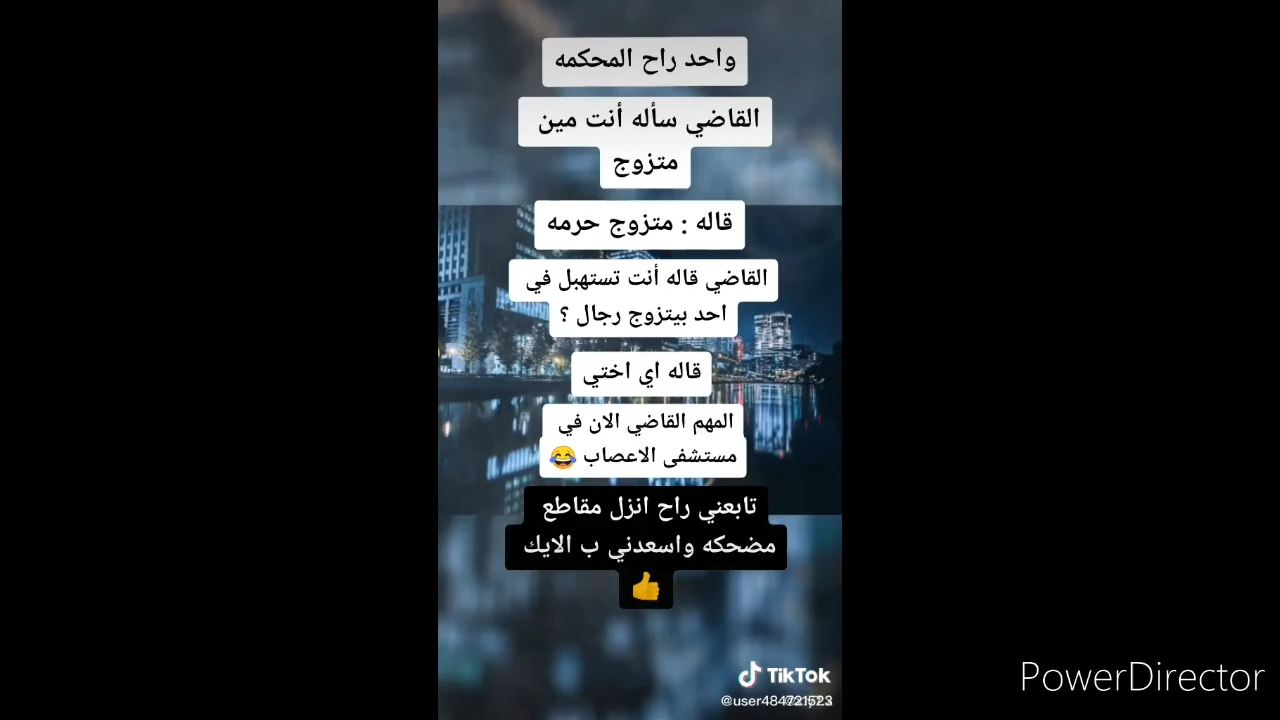 واحد راح المحكمه
القاضي سأله أنت مين
متزوج
قاله : متزوج حرمه
القاضي قاله أنت تستهبل في
احد بيتزوج رجال ؟
قاله اي اختي
المهم القاضي الان في
مستشفى الاعصاب 😂
تابعني راح انزل مقاطع
مضحكه واسعدني ب الايك
👍
TikTok
PowerDirector